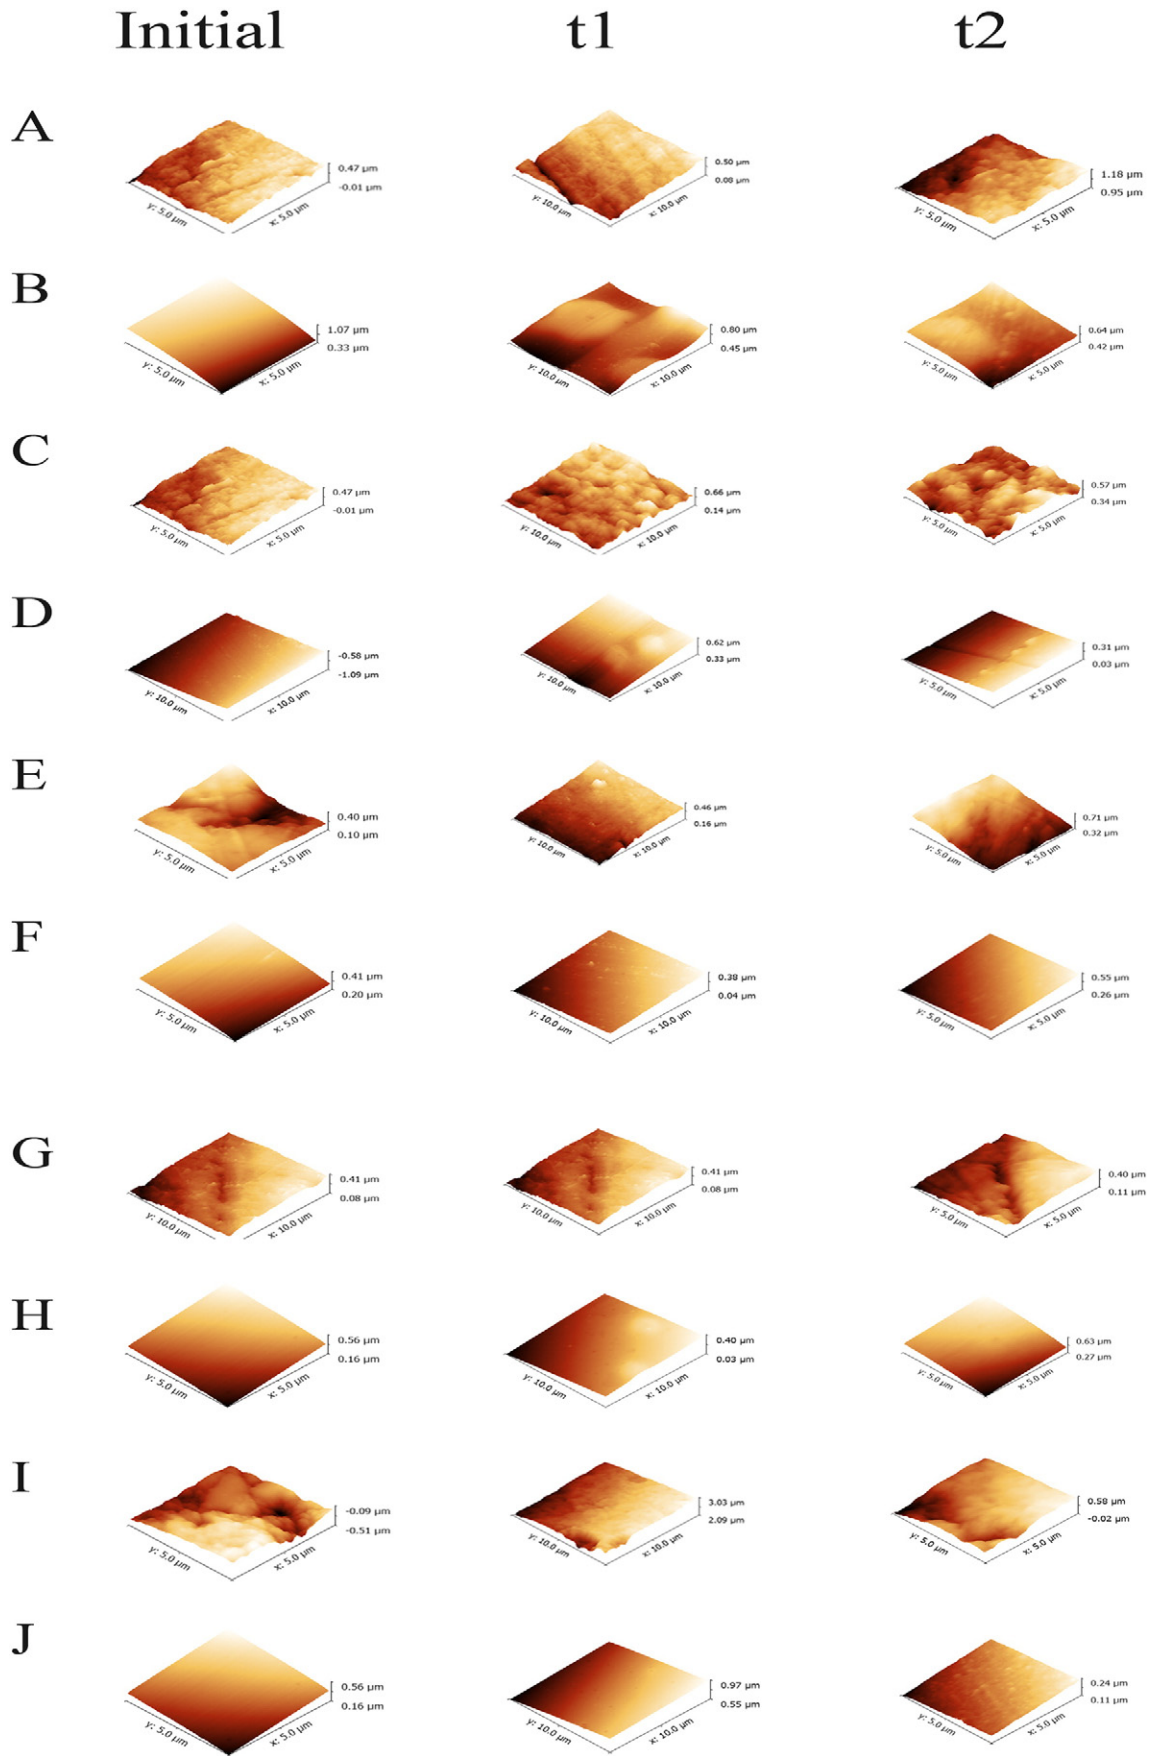 Initial t1 t2
A
0.47 µm
-0.01 µm
y: 5.0 µm
x: 5.0 µm
0.50 µm
0.08 µm
y: 10.0 µm
x: 10.0 µm
1.18 µm
0.95 µm
y: 5.0 µm
x: 5.0 µm
B
1.07 µm
0.33 µm
y: 5.0 µm
x: 5.0 µm
0.80 µm
0.45 µm
y: 10.0 µm
x: 10.0 µm
0.64 µm
0.42 µm
y: 5.0 µm
x: 5.0 µm
C
0.47 µm
-0.01 µm
y: 5.0 µm
x: 5.0 µm
0.66 µm
0.14 µm
y: 10.0 µm
x: 10.0 µm
0.57 µm
0.34 µm
y: 5.0 µm
x: 5.0 µm
D
-0.58 µm
-1.09 µm
y: 10.0 µm
x: 10.0 µm
0.62 µm
0.33 µm
y: 10.0 µm
x: 10.0 µm
0.31 µm
0.03 µm
y: 5.0 µm
x: 5.0 µm
E
0.40 µm
0.10 µm
y: 5.0 µm
x: 5.0 µm
0.46 µm
0.16 µm
y: 10.0 µm
x: 10.0 µm
0.71 µm
0.32 µm
y: 5.0 µm
x: 5.0 µm
F
0.41 µm
0.20 µm
y: 5.0 µm
x: 5.0 µm
0.38 µm
0.04 µm
y: 10.0 µm
x: 10.0 µm
0.55 µm
0.26 µm
y: 5.0 µm
x: 5.0 µm
G
0.41 µm
0.08 µm
y: 10.0 µm
x: 10.0 µm
0.41 µm
0.08 µm
y: 10.0 µm
x: 10.0 µm
0.40 µm
0.11 µm
y: 5.0 µm
x: 5.0 µm
H
0.56 µm
0.16 µm
y: 5.0 µm
x: 5.0 µm
0.40 µm
0.03 µm
y: 10.0 µm
x: 10.0 µm
0.63 µm
0.27 µm
y: 5.0 µm
x: 5.0 µm
I
-0.09 µm
-0.51 µm
y: 5.0 µm
x: 5.0 µm
3.03 µm
2.09 µm
y: 10.0 µm
x: 10.0 µm
0.58 µm
-0.02 µm
y: 5.0 µm
x: 5.0 µm
J
0.56 µm
0.16 µm
y: 5.0 µm
x: 5.0 µm
0.97 µm
0.55 µm
y: 10.0 µm
x: 10.0 µm
0.24 µm
0.11 µm
y: 5.0 µm
x: 5.0 µm